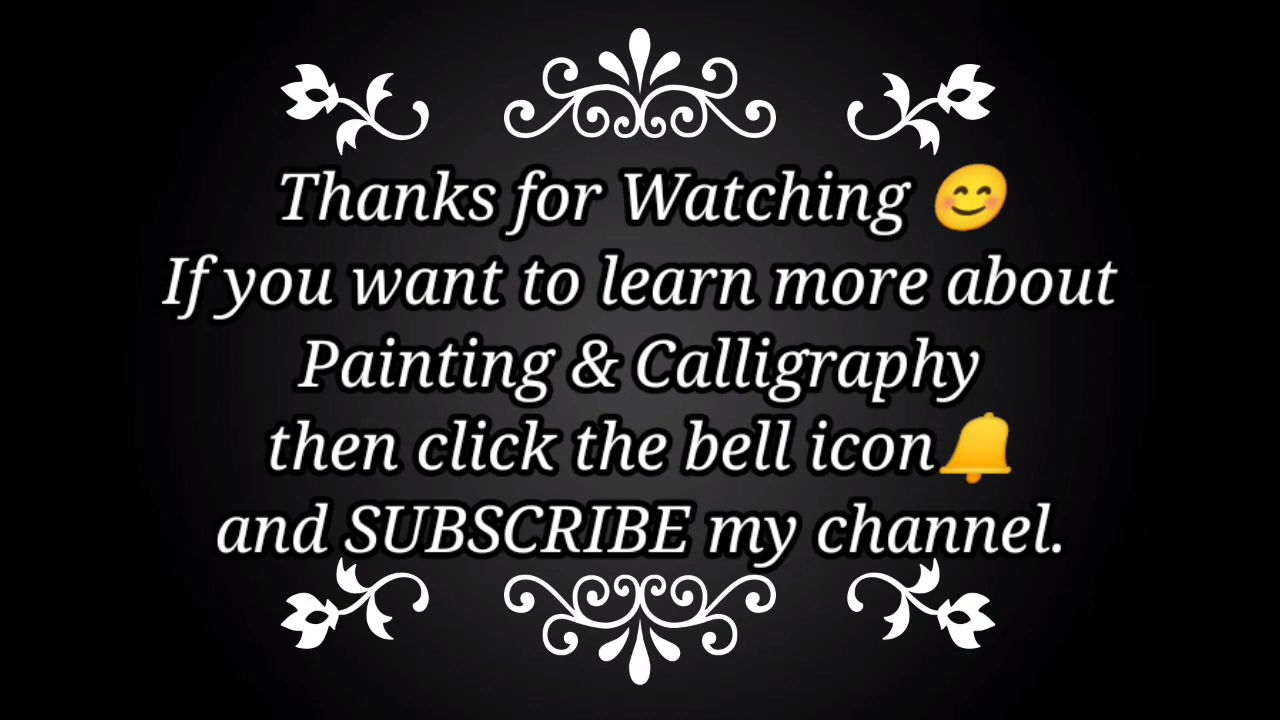 Thanks for Watching 😊
If you want to learn more about
Painting & Calligraphy
then click the bell icon🔔
and SUBSCRIBE my channel.